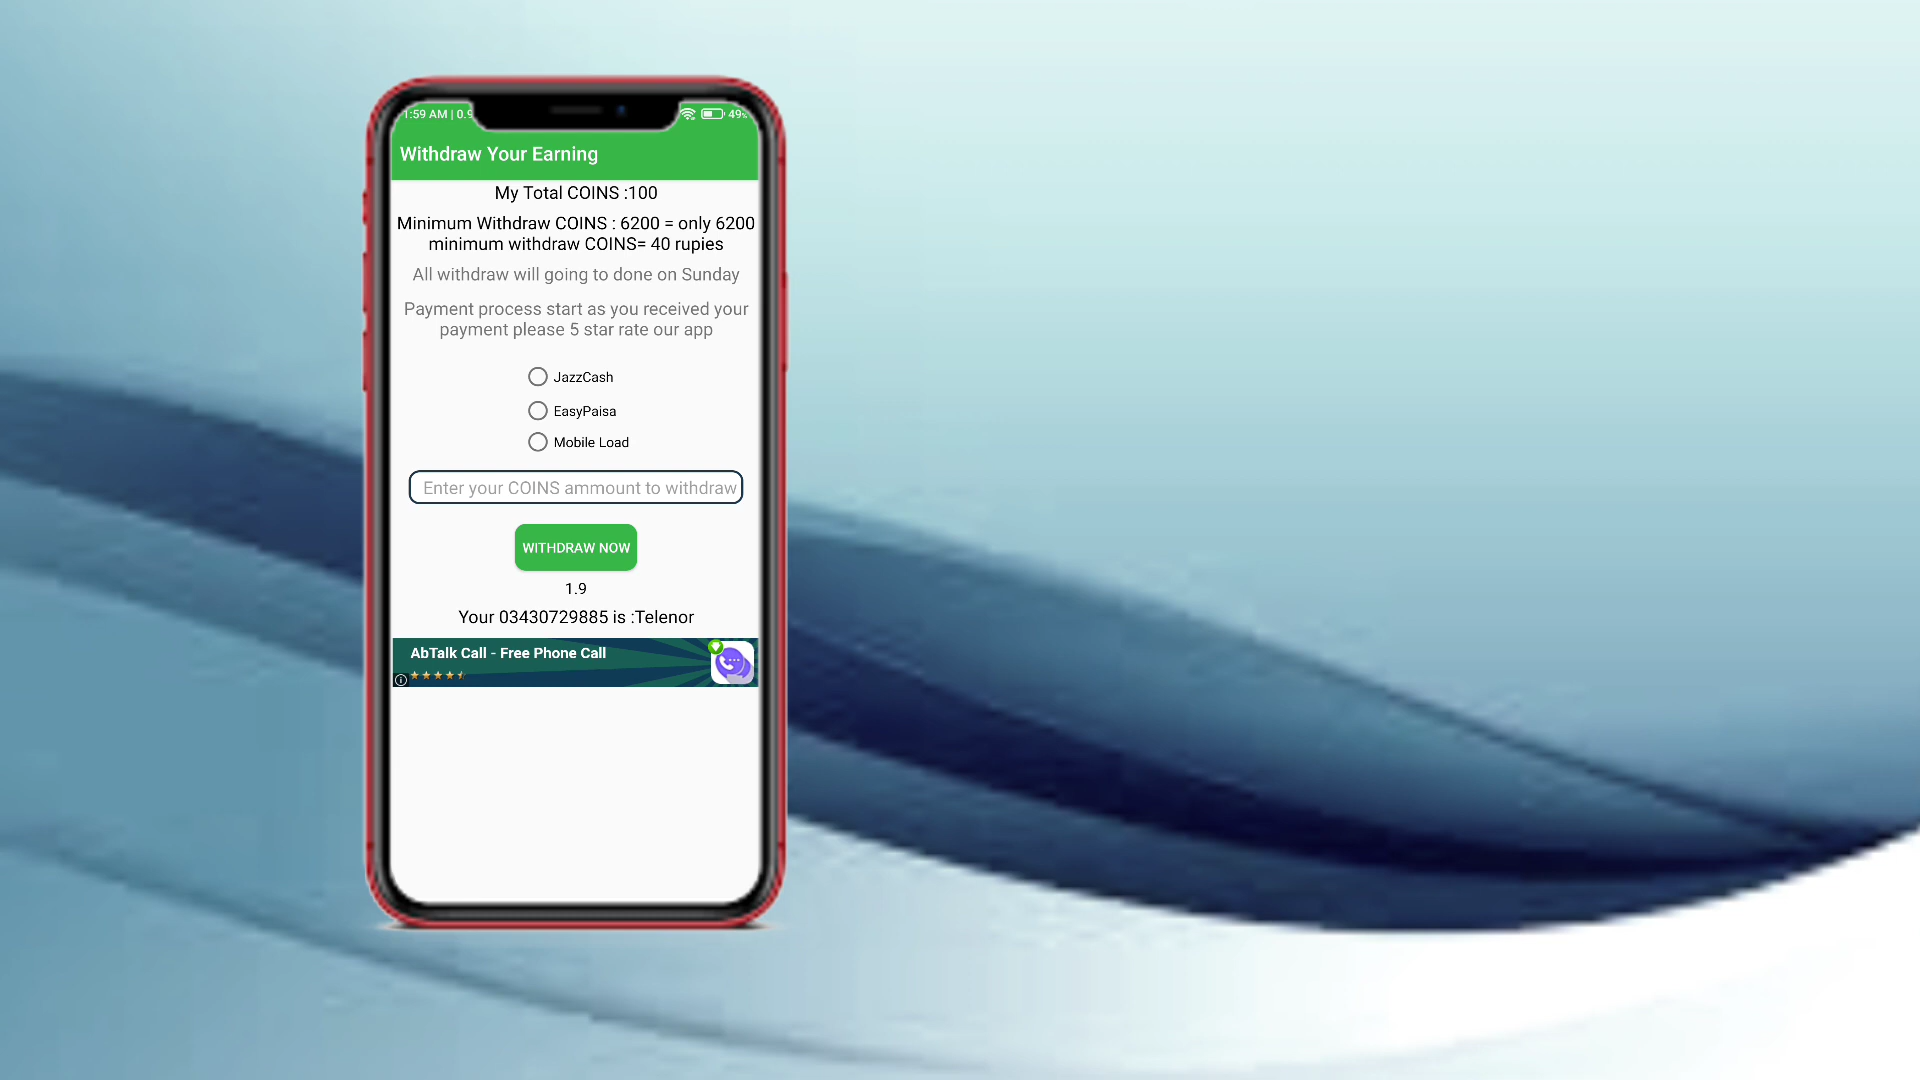 1:59 AM | 0.9
49%
Withdraw Your Earning
My Total COINS :100
Minimum Withdraw COINS : 6200 = only 6200
minimum withdraw COINS= 40 rupies
All withdraw will going to done on Sunday
Payment process start as you received your
payment please 5 star rate our app
JazzCash
EasyPaisa
Mobile Load
Enter your COINS ammount to withdraw
WITHDRAW NOW
1.9
Your 03430729885 is :Telenor
AbTalk Call - Free Phone Call